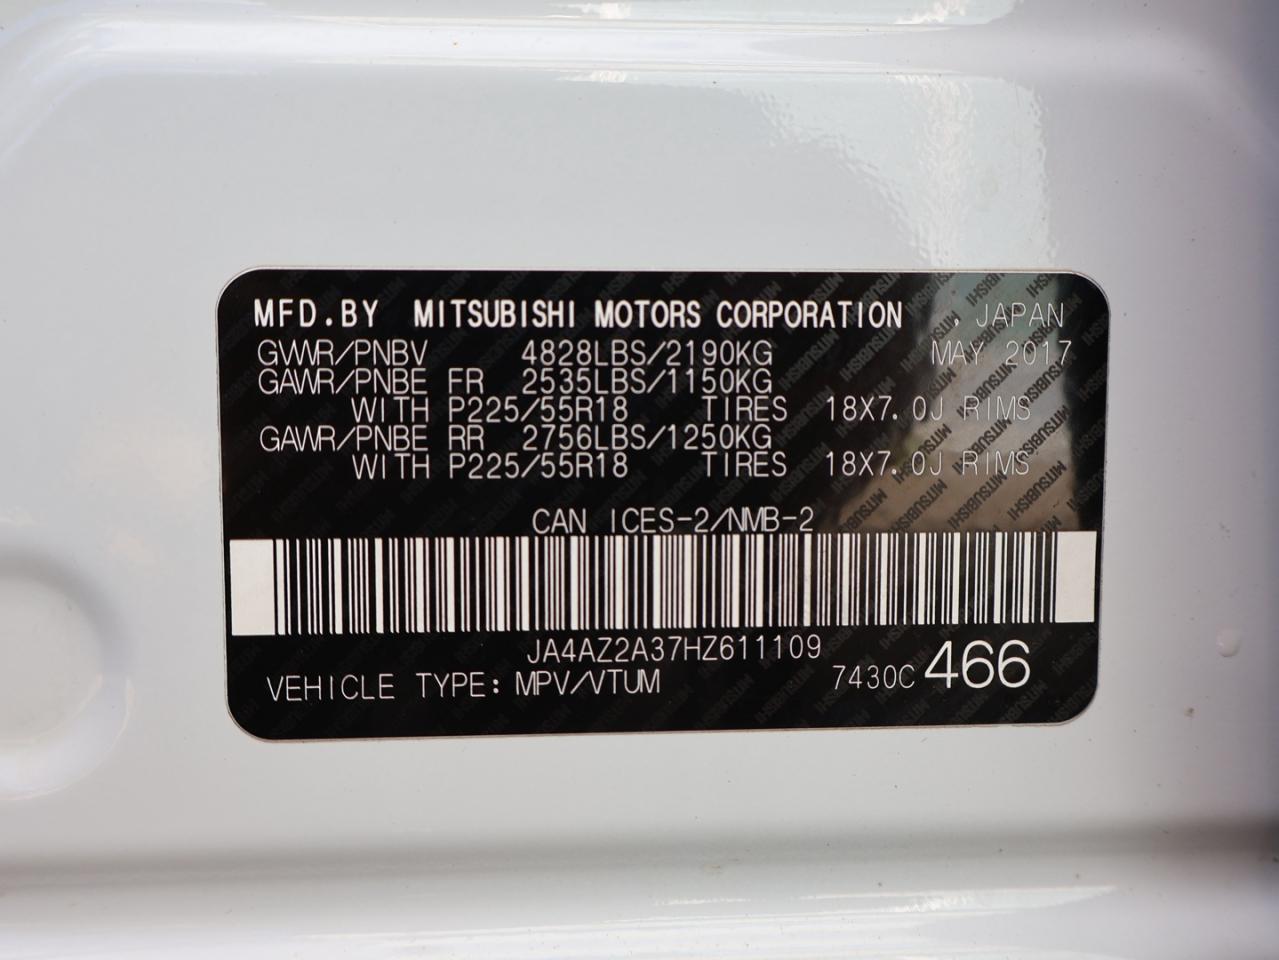 MFD.BY MITSUBISHI MOTORS CORPORATION , JAPAN
GVWR/PNBV 4828LBS/2190KG MAY 2017
GAWR/PNBE FR 2535LBS/1150KG
WITH P225/55R18 TIRES 18X7.0J RIMS
GAWR/PNBE RR 2756LBS/1250KG
WITH P225/55R18 TIRES 18X7.0J RIMS
CAN ICES-2/NMB-2
JA4AZ2A37HZ611109
VEHICLE TYPE: MPV/VTUM 7430C 466